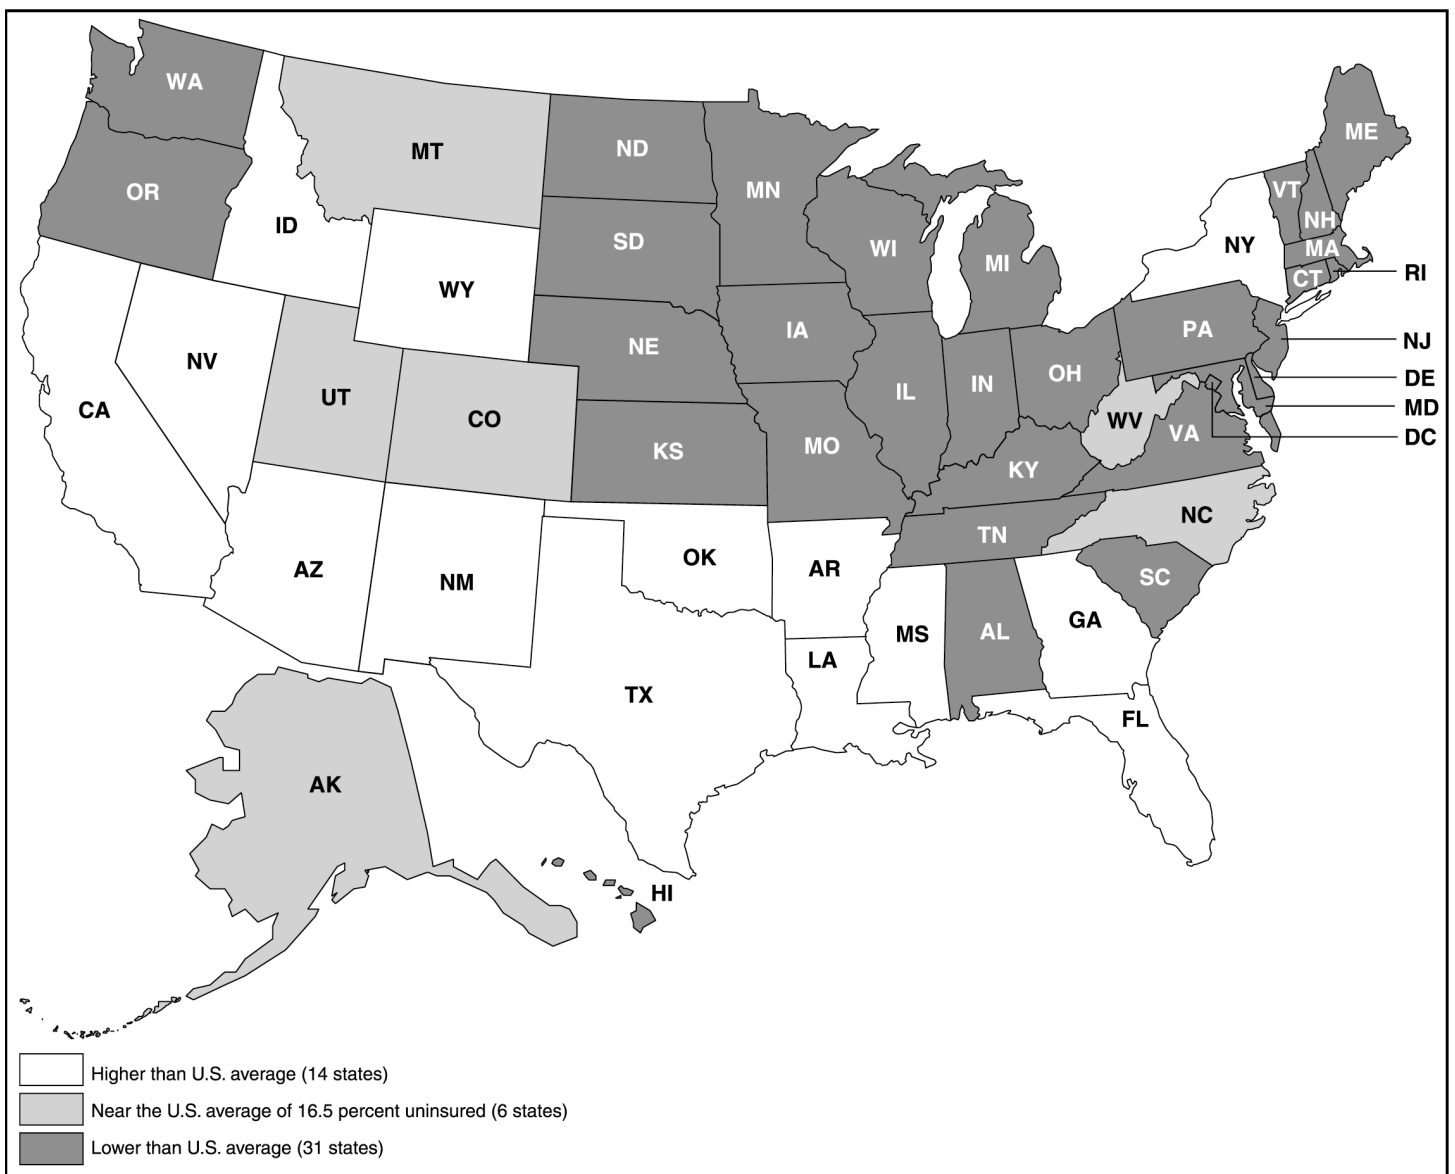 WA
ME
MT
ND
VT
MN
OR
NH
ID
SD
WI
NY
MA
MI
RI
CT
WY
IA
PA
NE
NJ
NV
OH
DE
IN
IL
UT
MD
CA
CO
WV
VA
DC
MO
KS
KY
NC
TN
OK
AR
AZ
SC
NM
GA
MS
AL
LA
TX
FL
AK
HI
Higher than U.S. average (14 states)
Near the U.S. average of 16.5 percent uninsured (6 states)
Lower than U.S. average (31 states)